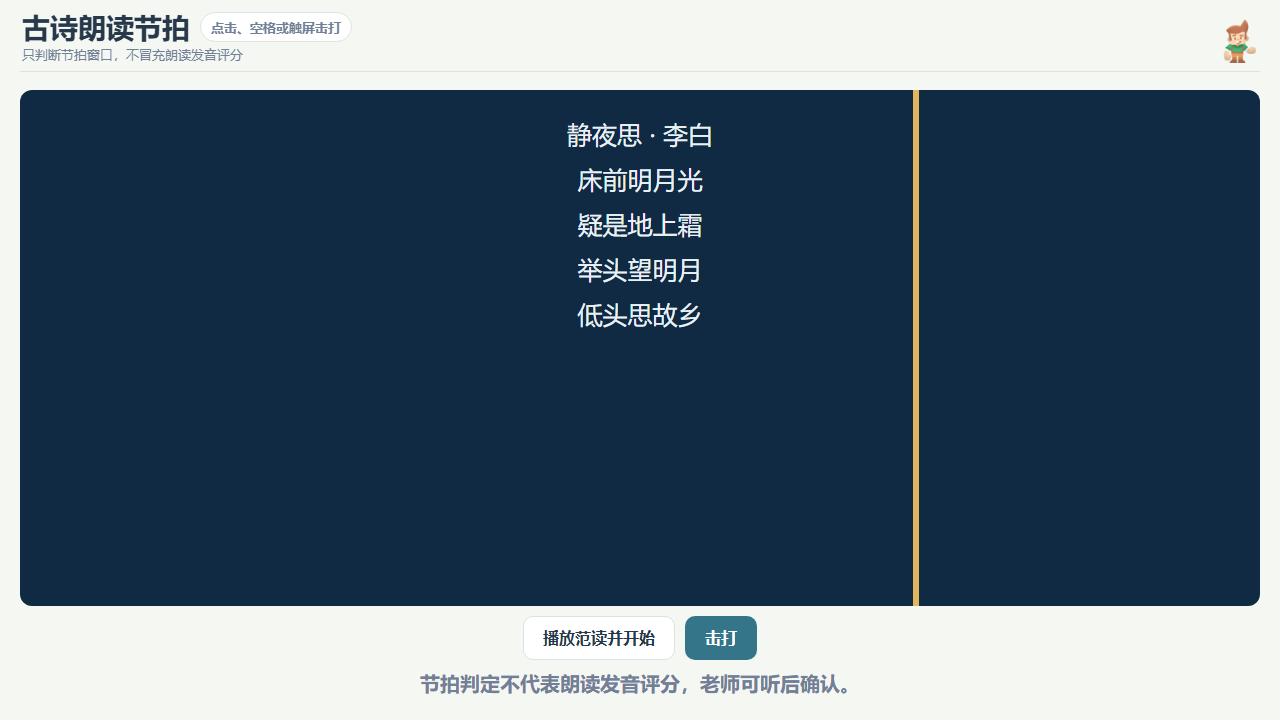 古诗朗读节拍
点击、空格或触屏击打
只判断节拍窗口，不冒充朗读发音评分
静夜思 · 李白
床前明月光
疑是地上霜
举头望明月
低头思故乡
播放范读并开始
击打
节拍判定不代表朗读发音评分，老师可听后确认。